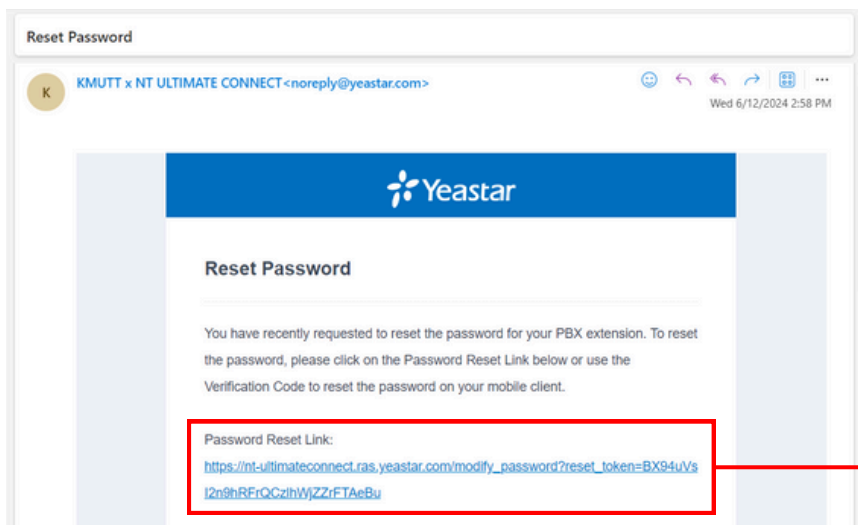 Reset Password
K
KMUTT x NT ULTIMATE CONNECT<noreply@yeastar.com>
Wed 6/12/2024 2:58 PM
Yeastar
Reset Password
You have recently requested to reset the password for your PBX extension. To reset
the password, please click on the Password Reset Link below or use the
Verification Code to reset the password on your mobile client.
Password Reset Link:
https://nt-ultimateconnect.ras.yeastar.com/modify_password?reset_token=BX94uVs
I2n9hRFrQCzIhWjZZrFTAeBu